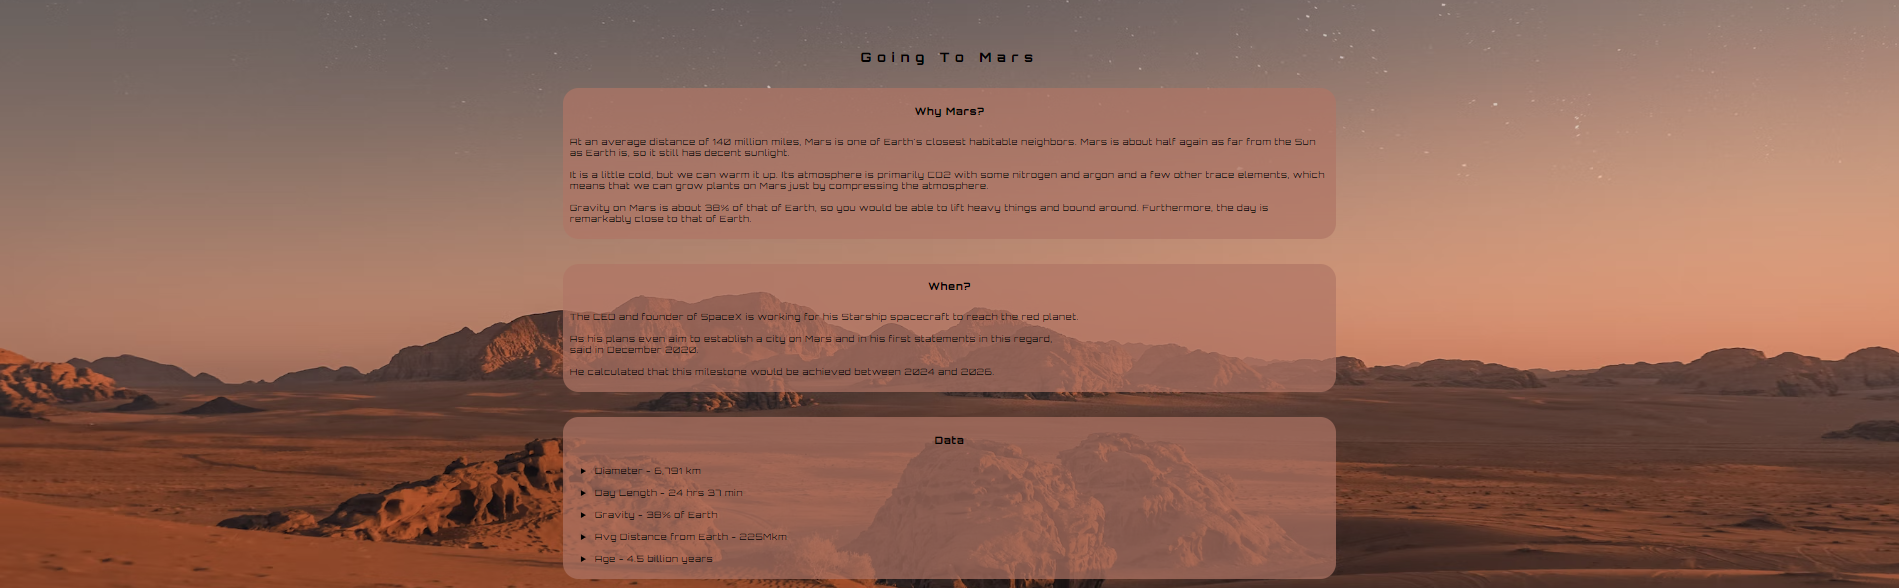 Going To Mars
Why Mars?
At an average distance of 140 million miles, Mars is one of Earth's closest habitable neighbors. Mars is about half again as far from the Sun
as Earth is, so it still has decent sunlight.
It is a little cold, but we can warm it up. Its atmosphere is primarily CO2 with some nitrogen and argon and a few other trace elements, which
means that we can grow plants on Mars just by compressing the atmosphere.
Gravity on Mars is about 38% of that of Earth, so you would be able to lift heavy things and bound around. Furthermore, the day is
remarkably close to that of Earth.
When?
The CEO and founder of SpaceX is working for his Starship spacecraft to reach the red planet.
As his plans even aim to establish a city on Mars and in his first statements in this regard,
said in December 2020.
He calculated that this milestone would be achieved between 2024 and 2026.
Data
Diameter - 6.791 km
Day Length - 24 hrs 37 min
Gravity - 38% of Earth
Avg Distance from Earth - 225Mkm
Age - 4.5 billion years